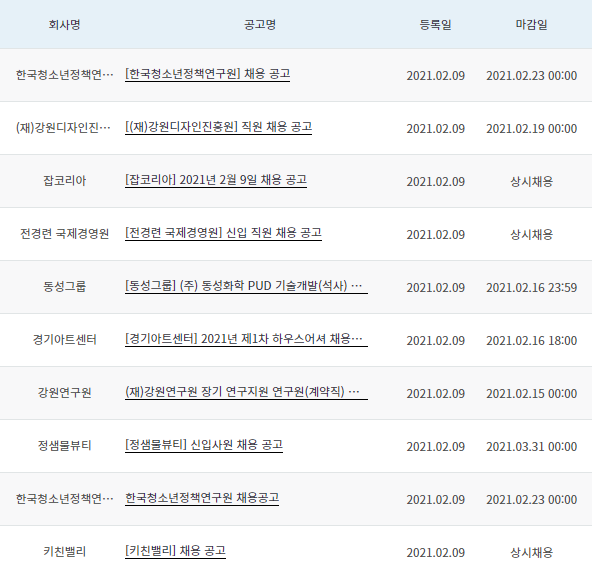 회사명 공고명 등록일 마감일
한국청소년정책연··· [한국청소년정책연구원] 채용 공고 2021.02.09 2021.02.23 00:00
(재)강원디자인진··· [(재)강원디자인진흥원] 직원 채용 공고 2021.02.09 2021.02.19 00:00
잡코리아 [잡코리아] 2021년 2월 9일 채용 공고 2021.02.09 상시채용
전경련 국제경영원 [전경련 국제경영원] 신입 직원 채용 공고 2021.02.09 상시채용
동성그룹 [동성그룹] (주) 동성화학 PUD 기술개발(석사) ··· 2021.02.09 2021.02.16 23:59
경기아트센터 [경기아트센터] 2021년 제1차 하우스어셔 채용··· 2021.02.09 2021.02.16 18:00
강원연구원 (재)강원연구원 장기 연구지원 연구원(계약직) ··· 2021.02.09 2021.02.15 00:00
정샘물뷰티 [정샘물뷰티] 신입사원 채용 공고 2021.02.09 2021.03.31 00:00
한국청소년정책연··· 한국청소년정책연구원 채용공고 2021.02.09 2021.02.23 00:00
키친밸리 [키친밸리] 채용 공고 2021.02.09 상시채용